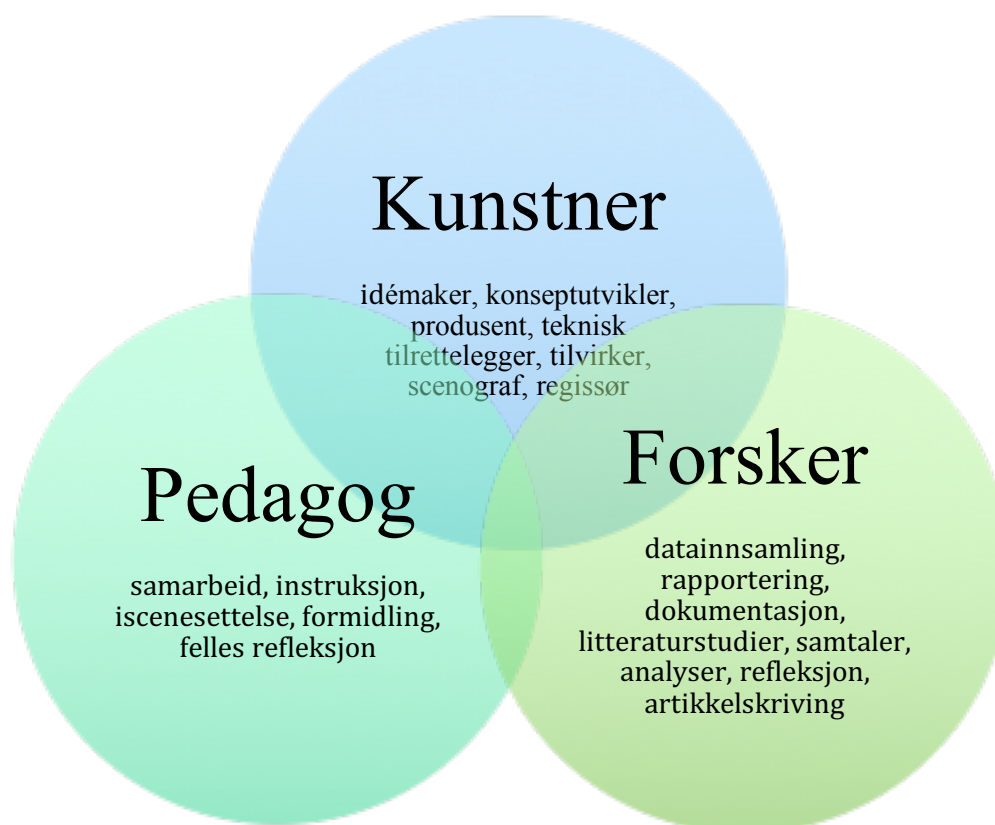 Kunstner
idémaker, konseptutvikler,
produsent, teknisk
tilrettelegger, tilvirker,
scenograf, regissør
Pedagog
samarbeid, instruksjon,
iscenesettelse, formidling,
felles refleksjon
Forsker
datainnsamling,
rapportering,
dokumentasjon,
litteraturstudier, samtaler,
analyser, refleksjon,
artikkelskriving